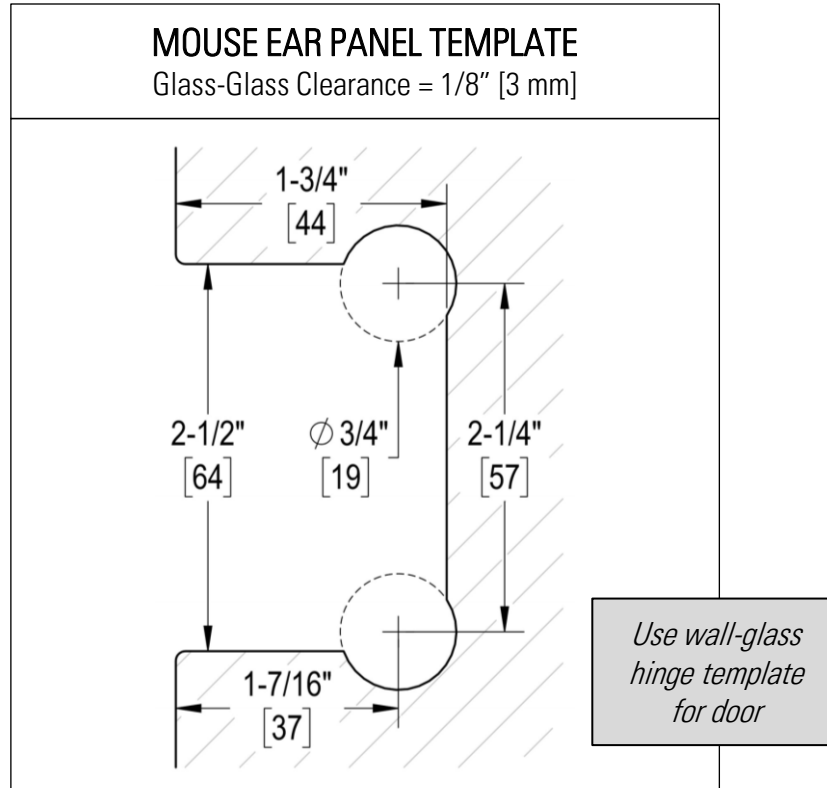 MOUSE EAR PANEL TEMPLATE
Glass-Glass Clearance = 1/8" [3 mm]
1-3/4"
[44]
2-1/2"
[64]
Ø 3/4"
[19]
2-1/4"
[57]
1-7/16"
[37]
Use wall-glass
hinge template
for door